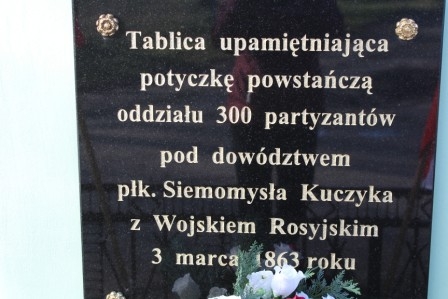 Tablica upamiętniająca
potyczkę powstańczą
oddziału 300 partyzantów
pod dowództwem
płk. Siemomysła Kuczyka
z Wojskiem Rosyjskim
3 marca 1863 roku